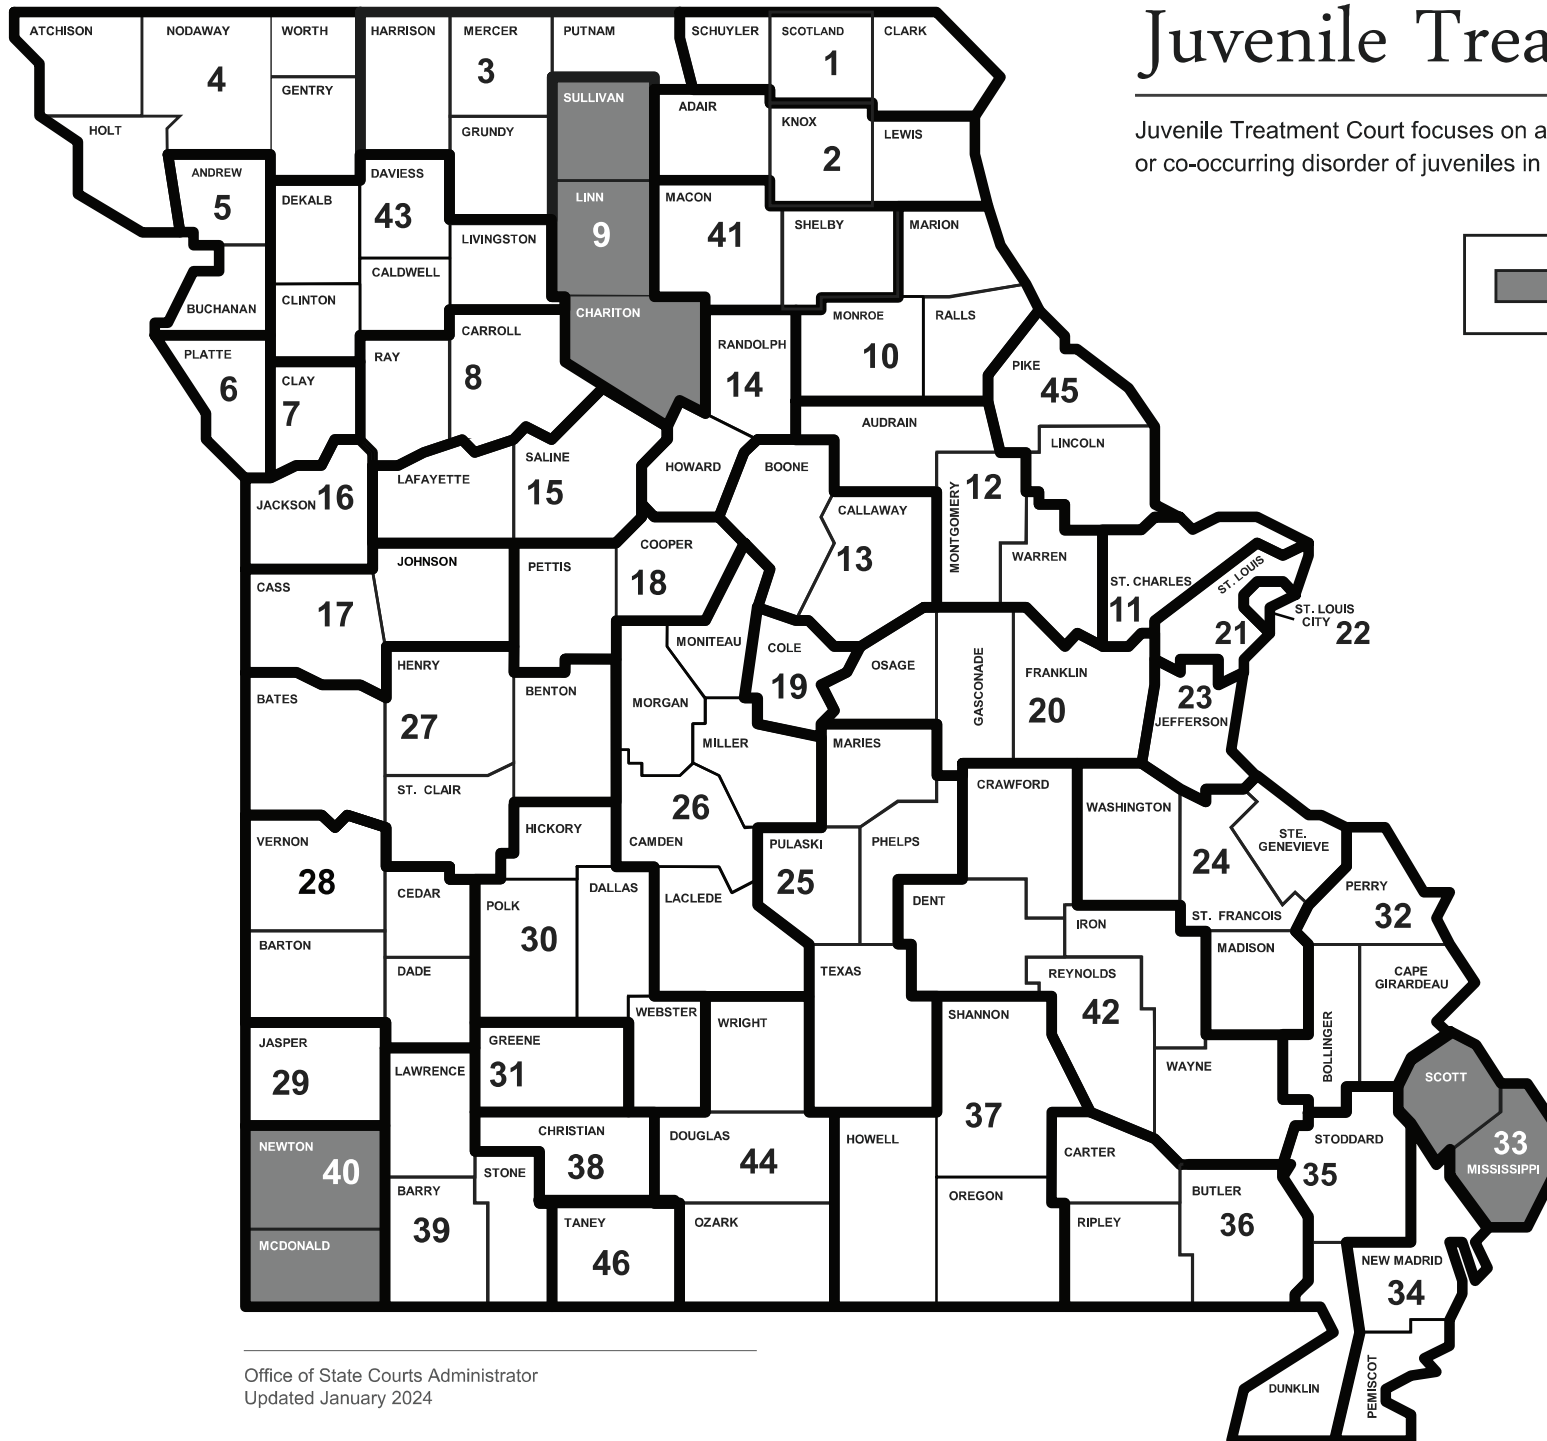 Juvenile Trea
Juvenile Treatment Court focuses on a
or co-occurring disorder of juveniles in
ATCHISON
NODAWAY
4
WORTH
HARRISON
MERCER
3
PUTNAM
SCHUYLER
SCOTLAND
1
CLARK
GENTRY
HOLT
GRUNDY
SULLIVAN
ADAIR
KNOX
2
LEWIS
ANDREW
5
DEKALB
DAVIESS
43
LIVINGSTON
LINN
9
MACON
41
SHELBY
MARION
BUCHANAN
CLINTON
CALDWELL
CHARITON
MONROE
10
RALLS
PLATTE
6
CLAY
7
RAY
CARROLL
8
RANDOLPH
14
PIKE
45
AUDRAIN
LINCOLN
JACKSON 16
LAFAYETTE
SALINE
15
HOWARD
BOONE
CALLAWAY
13
MONTGOMERY
12
WARREN
ST. CHARLES
11
ST. LOUIS
21
ST. LOUIS
CITY 22
CASS
17
JOHNSON
PETTIS
COOPER
18
MONITEAU
COLE
19
OSAGE
GASCONADE
FRANKLIN
20
23
JEFFERSON
BATES
HENRY
27
BENTON
MORGAN
MILLER
MARIES
ST. CLAIR
HICKORY
26
CAMDEN
PULASKI
25
PHELPS
CRAWFORD
WASHINGTON
24
STE.
GENEVIEVE
VERNON
28
CEDAR
POLK
30
DALLAS
LACLEDE
DENT
IRON
ST. FRANCOIS
PERRY
32
BARTON
DADE
TEXAS
REYNOLDS
42
MADISON
CAPE
GIRARDEAU
BOLLINGER
JASPER
29
LAWRENCE
GREENE
31
WEBSTER
WRIGHT
SHANNON
37
WAYNE
SCOTT
33
MISSISSIPPI
NEWTON
40
CHRISTIAN
38
DOUGLAS
44
HOWELL
CARTER
STODDARD
35
MCDONALD
BARRY
39
STONE
TANEY
46
OZARK
OREGON
RIPLEY
BUTLER
36
NEW MADRID
34
DUNKLIN
PEMISCOT
Office of State Courts Administrator
Updated January 2024